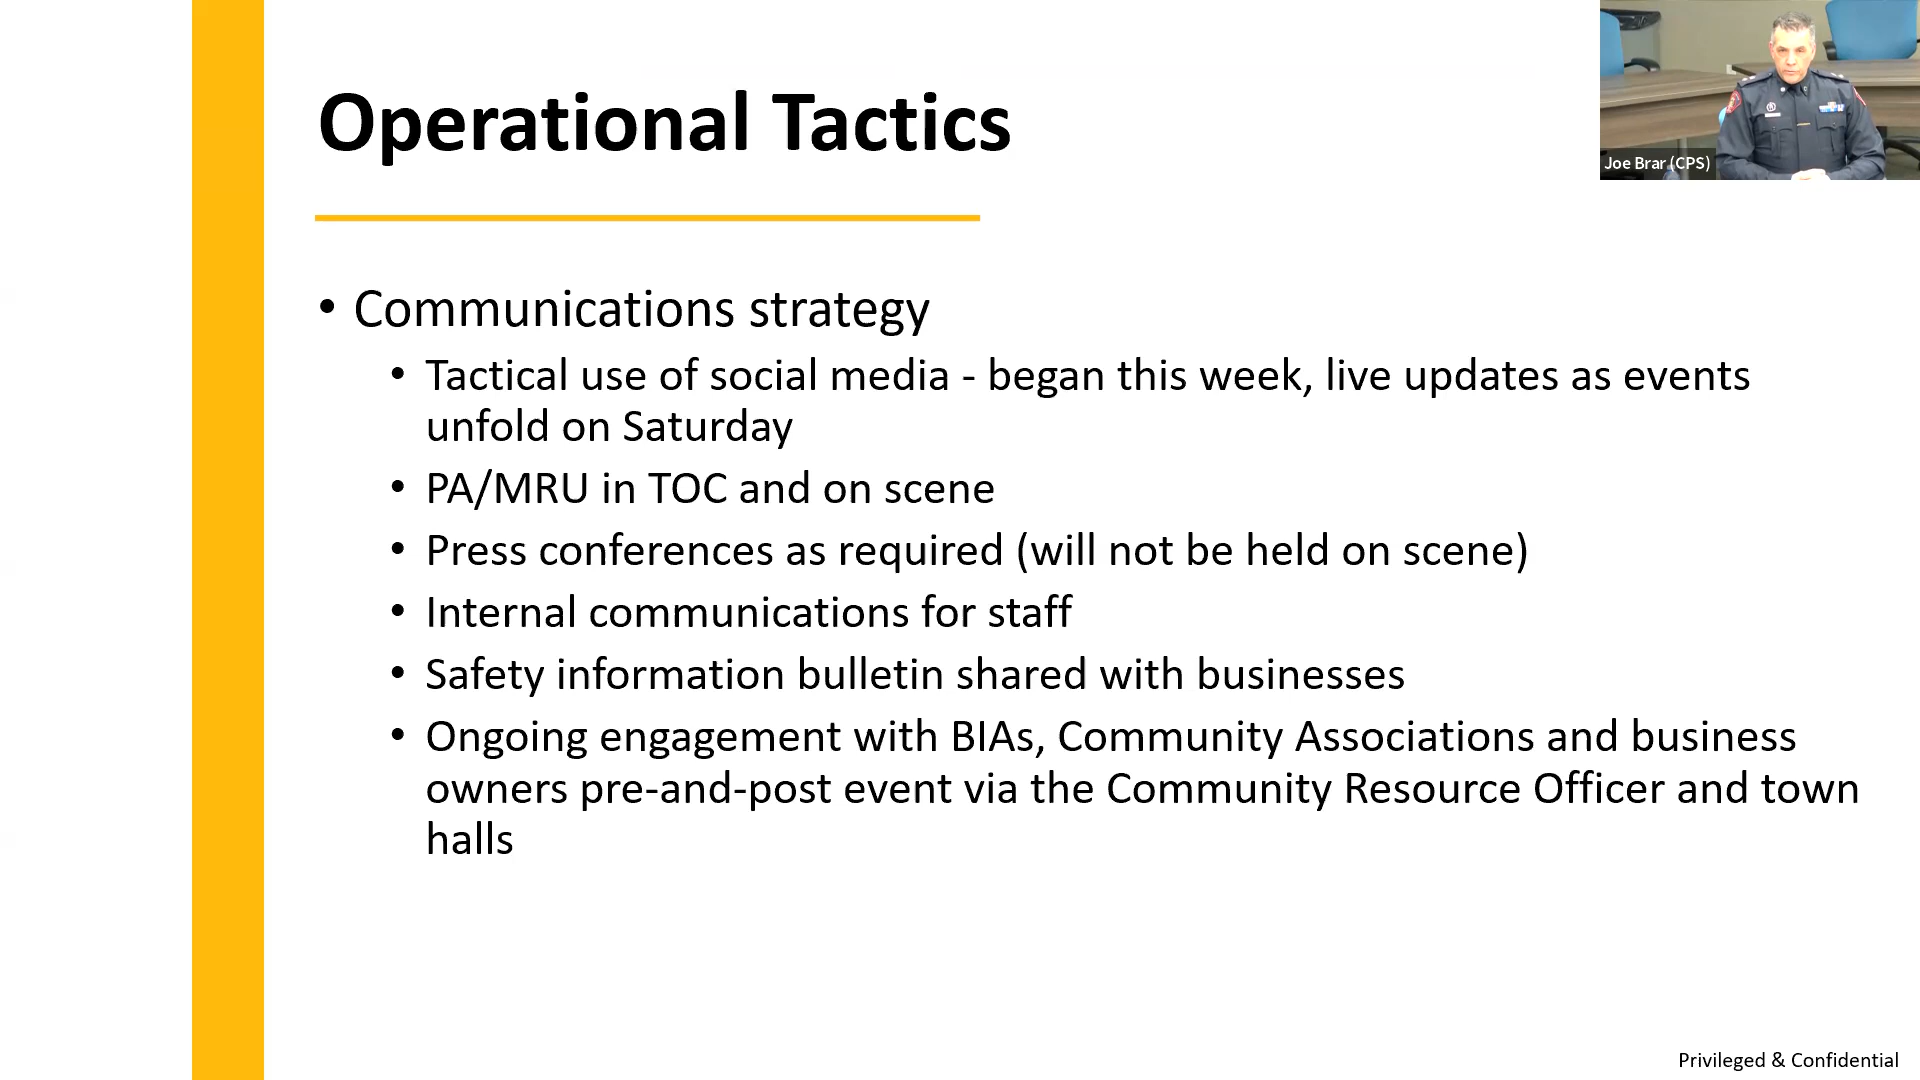 Operational Tactics
Joe Brar (CPS)
• Communications strategy
• Tactical use of social media - began this week, live updates as events
unfold on Saturday
• PA/MRU in TOC and on scene
• Press conferences as required (will not be held on scene)
• Internal communications for staff
• Safety information bulletin shared with businesses
• Ongoing engagement with BIAs, Community Associations and business
owners pre-and-post event via the Community Resource Officer and town
halls
Privileged & Confidential